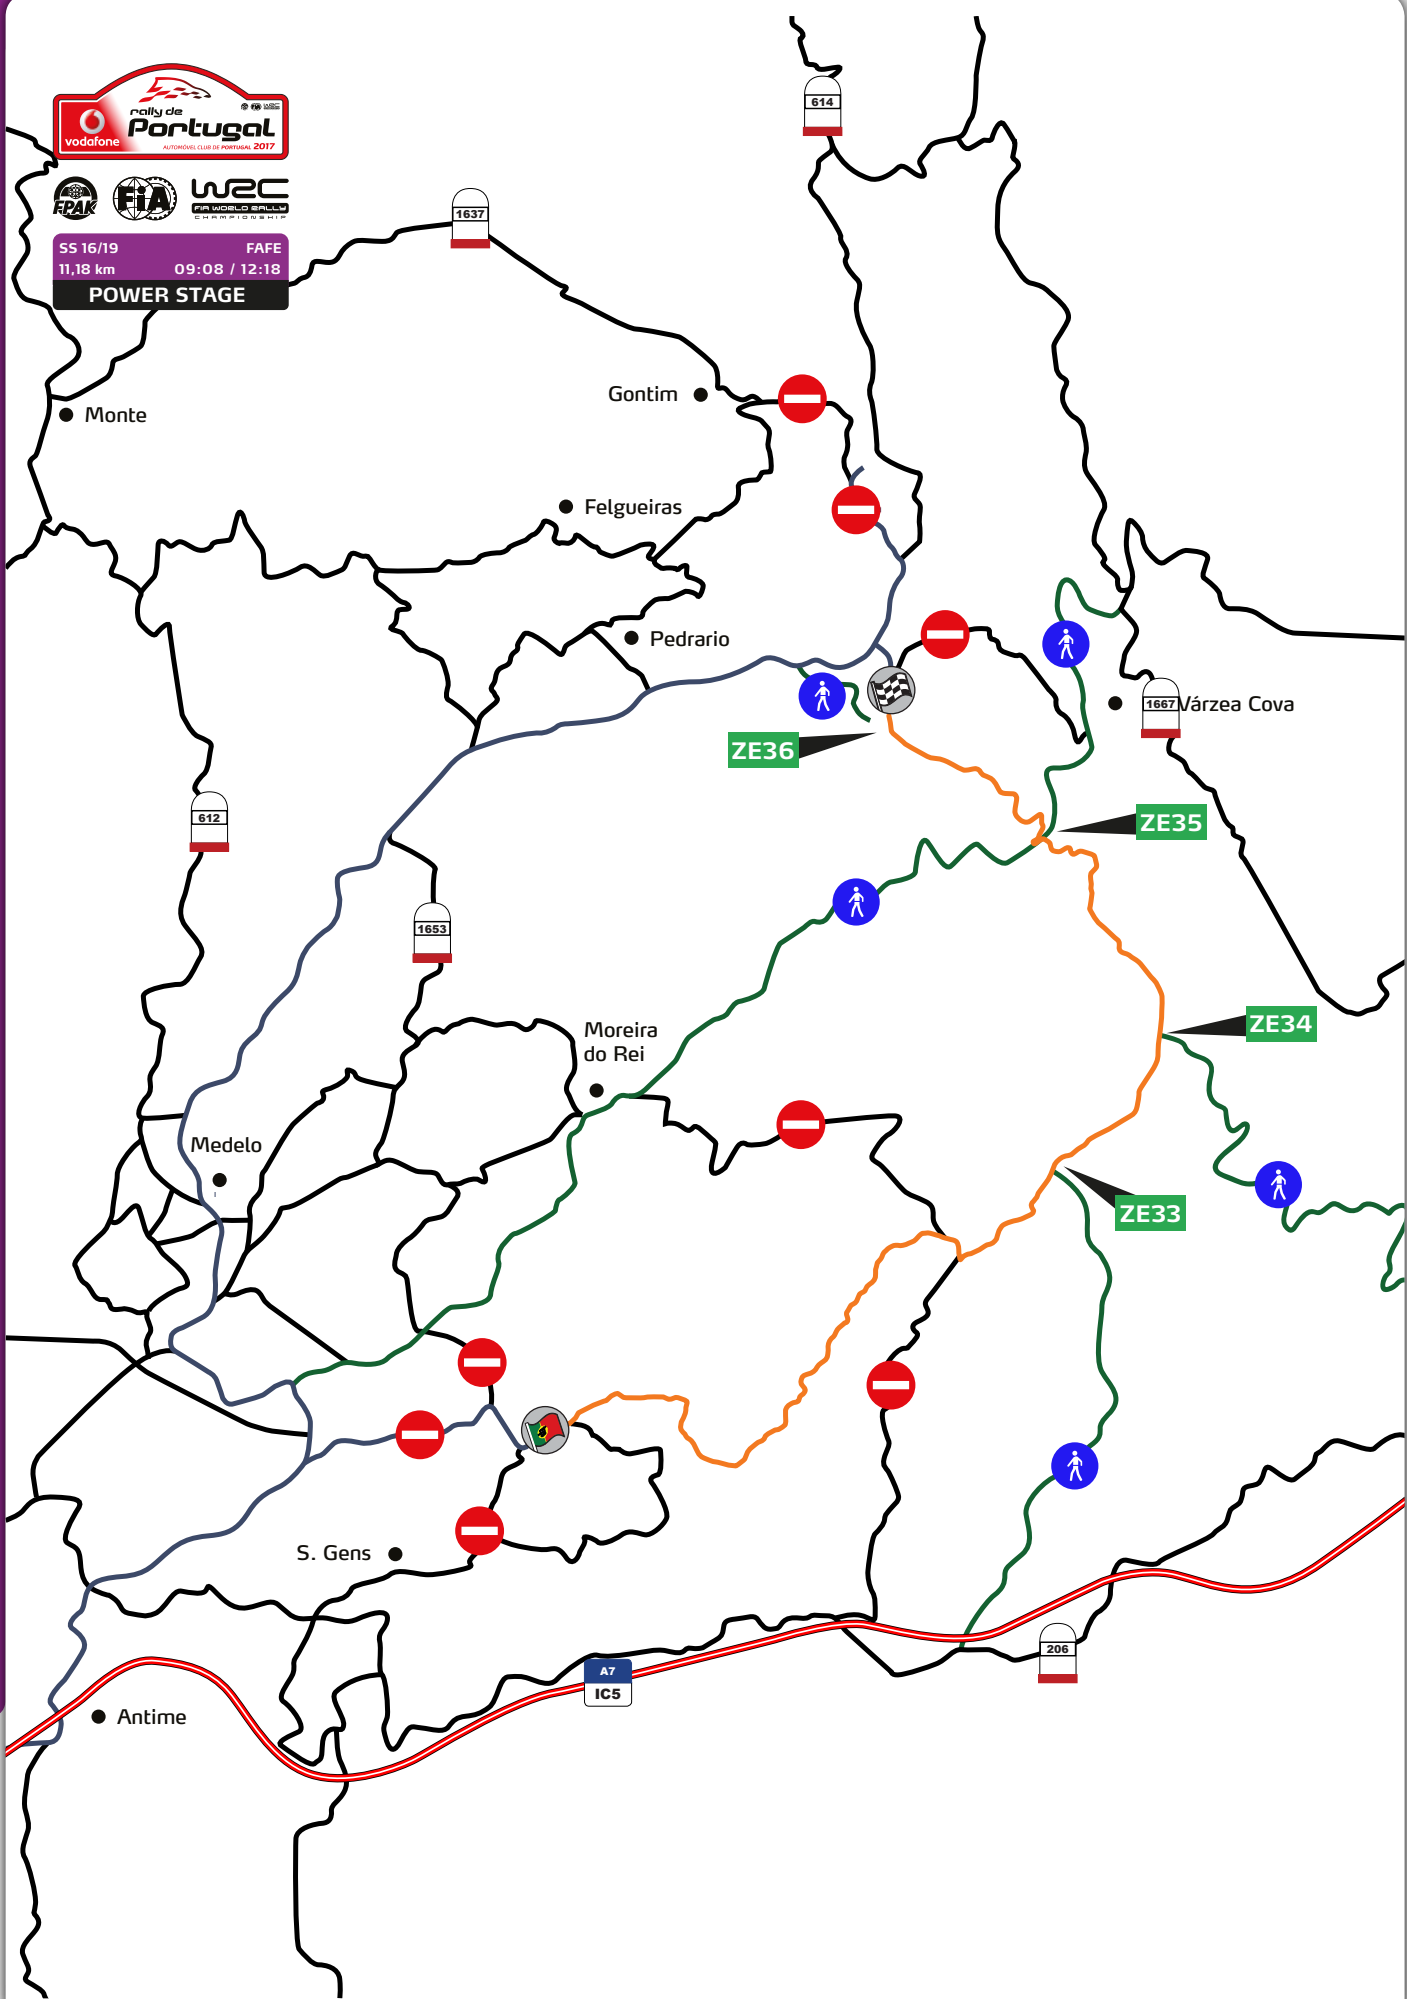 614
rally de
Portugal
vodafone
AUTOMÓVEL CLUB DE PORTUGAL 2017
FPAK
FiA
WRC
FIA WORLD RALLY
CHAMPIONSHIP
1637
SS 16/19 FAFE
11,18 km 09:08 / 12:18
POWER STAGE
Gontim
Monte
Felgueiras
Pedrario
1667
Várzea Cova
ZE36
612
ZE35
1653
Moreira
do Rei
ZE34
Medelo
ZE33
S. Gens
206
A7
IC5
Antime